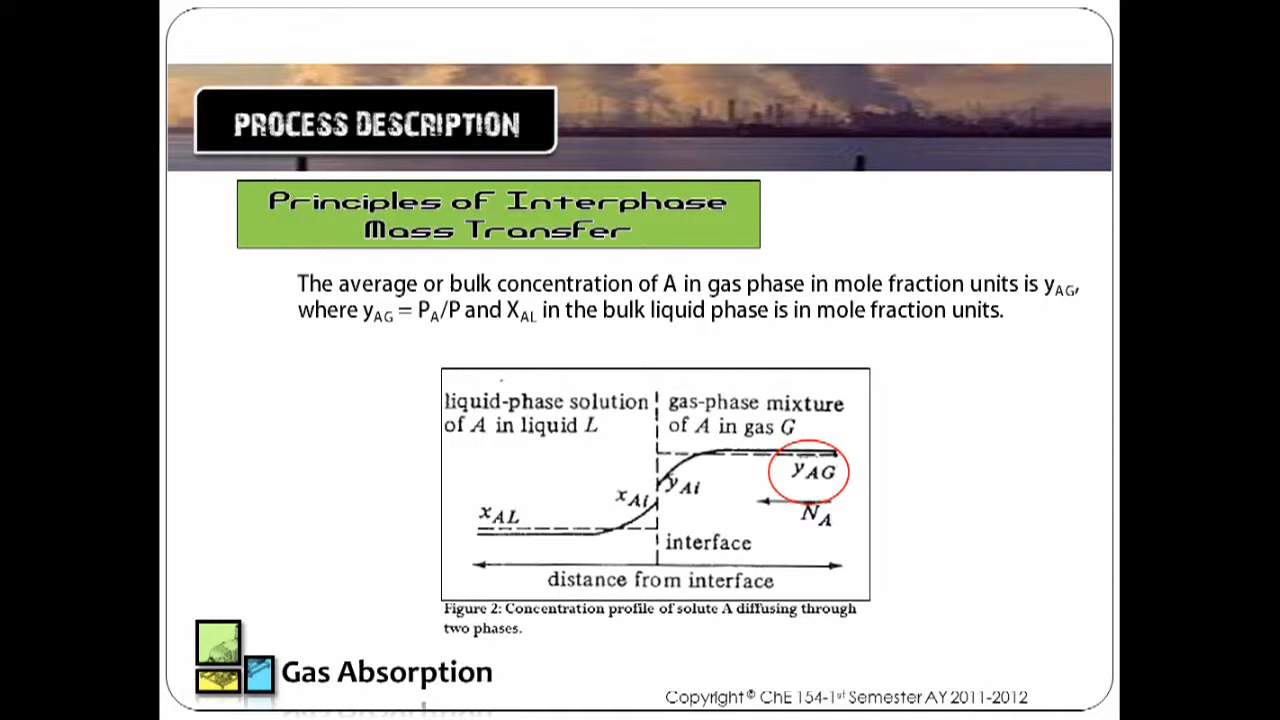 PROCESS DESCRIPTION
Principles of Interphase
Mass Transfer
The average or bulk concentration of A in gas phase in mole fraction units is yAG,
where yAG = PA/P and XAL in the bulk liquid phase is in mole fraction units.
liquid-phase solution
of A in liquid L
gas-phase mixture
of A in gas G
yAG
yAi
xAi
xAL
NA
interface
distance from interface
Figure 2: Concentration profile of solute A diffusing through
two phases.
Gas Absorption
Copyright © ChE 154-1st Semester AY 2011-2012